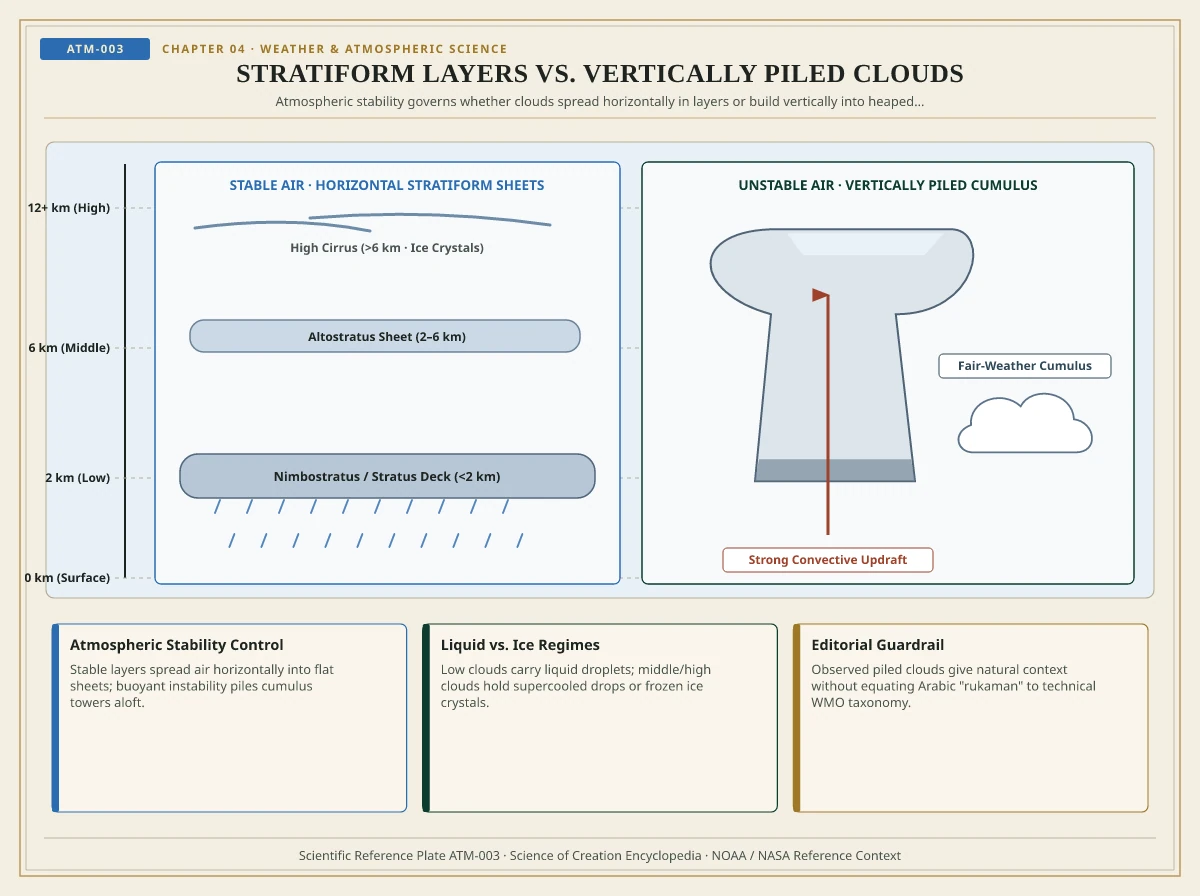 ATM-003
CHAPTER 04 · WEATHER & ATMOSPHERIC SCIENCE
STRATIFORM LAYERS VS. VERTICALLY PILED CLOUDS
Atmospheric stability governs whether clouds spread horizontally in layers or build vertically into heaped...
12+ km (High)
6 km (Middle)
2 km (Low)
0 km (Surface)
STABLE AIR · HORIZONTAL STRATIFORM SHEETS
High Cirrus (>6 km · Ice Crystals)
Altostratus Sheet (2–6 km)
Nimbostratus / Stratus Deck (<2 km)
UNSTABLE AIR · VERTICALLY PILED CUMULUS
Fair-Weather Cumulus
Strong Convective Updraft
Atmospheric Stability Control
Stable layers spread air horizontally into flat
sheets; buoyant instability piles cumulus
towers aloft.
Liquid vs. Ice Regimes
Low clouds carry liquid droplets; middle/high
clouds hold supercooled drops or frozen ice
crystals.
Editorial Guardrail
Observed piled clouds give natural context
without equating Arabic "rukaman" to technical
WMO taxonomy.
Scientific Reference Plate ATM-003 · Science of Creation Encyclopedia · NOAA / NASA Reference Context